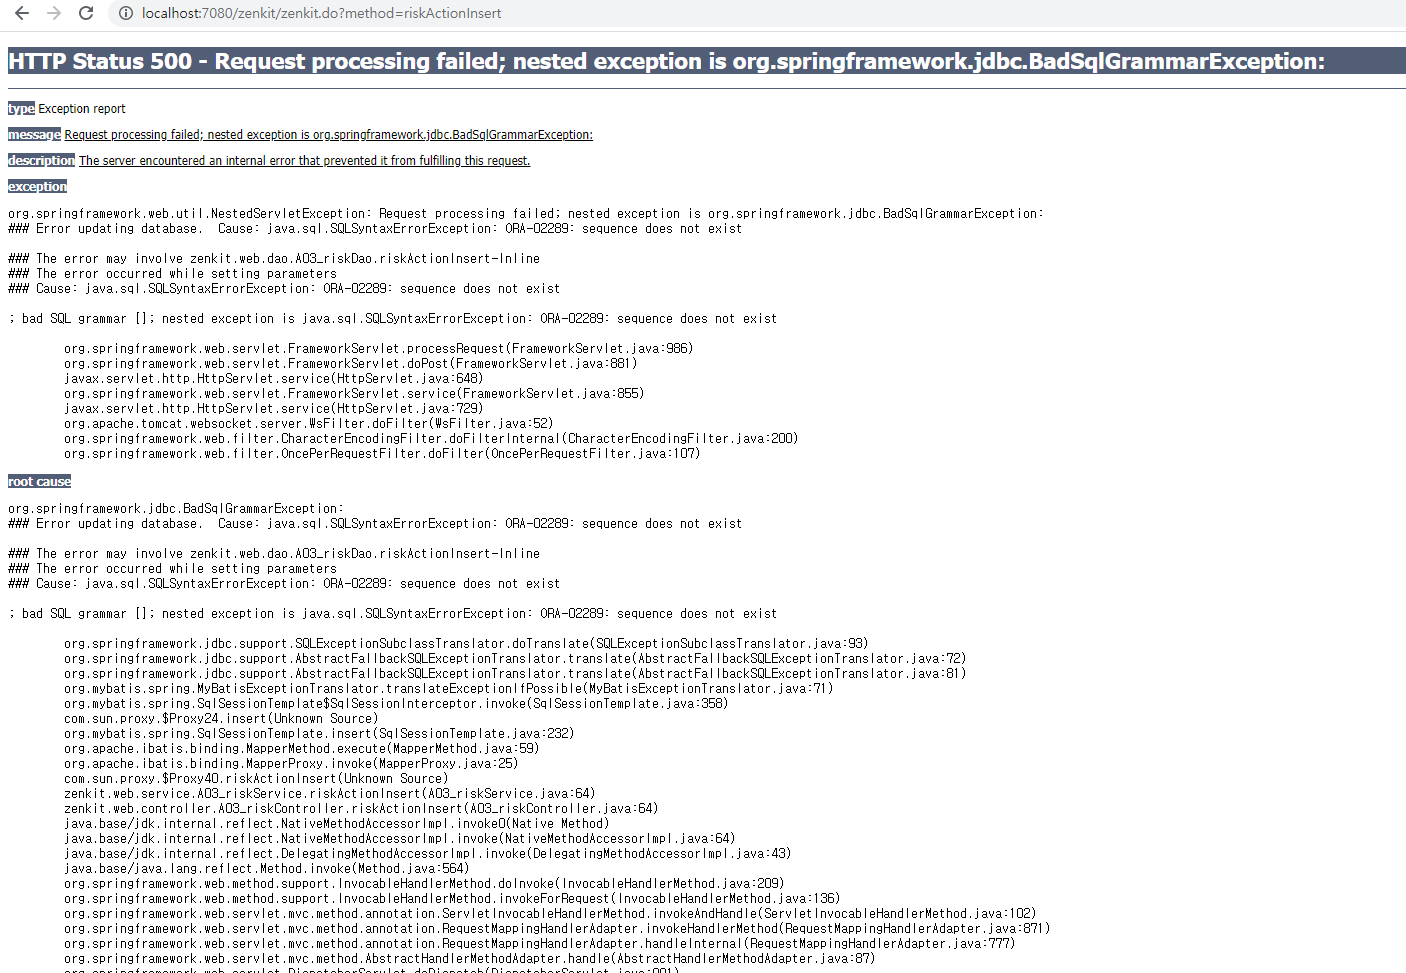 localhost:7080/zenkit/zenkit.do?method=riskActionInsert
HTTP Status 500 - Request processing failed; nested exception is org.springframework.jdbc.BadSqlGrammarException:
type Exception report
message Request processing failed; nested exception is org.springframework.jdbc.BadSqlGrammarException:
description The server encountered an internal error that prevented it from fulfilling this request.
exception
org.springframework.web.util.NestedServletException: Request processing failed; nested exception is org.springframework.jdbc.BadSqlGrammarException:
### Error updating database.  Cause: java.sql.SQLSyntaxErrorException: ORA-02289: sequence does not exist
### The error may involve zenkit.web.dao.A03_riskDao.riskActionInsert-Inline
### The error occurred while setting parameters
### Cause: java.sql.SQLSyntaxErrorException: ORA-02289: sequence does not exist
; bad SQL grammar []; nested exception is java.sql.SQLSyntaxErrorException: ORA-02289: sequence does not exist
org.springframework.web.servlet.FrameworkServlet.processRequest(FrameworkServlet.java:986)
org.springframework.web.servlet.FrameworkServlet.doPost(FrameworkServlet.java:881)
javax.servlet.http.HttpServlet.service(HttpServlet.java:648)
org.springframework.web.servlet.FrameworkServlet.service(FrameworkServlet.java:855)
javax.servlet.http.HttpServlet.service(HttpServlet.java:729)
org.apache.tomcat.websocket.server.WsFilter.doFilter(WsFilter.java:52)
org.springframework.web.filter.CharacterEncodingFilter.doFilterInternal(CharacterEncodingFilter.java:200)
org.springframework.web.filter.OncePerRequestFilter.doFilter(OncePerRequestFilter.java:107)
root cause
org.springframework.jdbc.BadSqlGrammarException:
### Error updating database.  Cause: java.sql.SQLSyntaxErrorException: ORA-02289: sequence does not exist
### The error may involve zenkit.web.dao.A03_riskDao.riskActionInsert-Inline
### The error occurred while setting parameters
### Cause: java.sql.SQLSyntaxErrorException: ORA-02289: sequence does not exist
; bad SQL grammar []; nested exception is java.sql.SQLSyntaxErrorException: ORA-02289: sequence does not exist
org.springframework.jdbc.support.SQLExceptionSubclassTranslator.doTranslate(SQLExceptionSubclassTranslator.java:93)
org.springframework.jdbc.support.AbstractFallbackSQLExceptionTranslator.translate(AbstractFallbackSQLExceptionTranslator.java:72)
org.springframework.jdbc.support.AbstractFallbackSQLExceptionTranslator.translate(AbstractFallbackSQLExceptionTranslator.java:81)
org.mybatis.spring.MyBatisExceptionTranslator.translateExceptionIfPossible(MyBatisExceptionTranslator.java:71)
org.mybatis.spring.SqlSessionTemplate$SqlSessionInterceptor.invoke(SqlSessionTemplate.java:358)
com.sun.proxy.$Proxy24.insert(Unknown Source)
org.mybatis.spring.SqlSessionTemplate.insert(SqlSessionTemplate.java:232)
org.apache.ibatis.binding.MapperMethod.execute(MapperMethod.java:59)
org.apache.ibatis.binding.MapperProxy.invoke(MapperProxy.java:25)
com.sun.proxy.$Proxy40.riskActionInsert(Unknown Source)
zenkit.web.service.A03_riskService.riskActionInsert(A03_riskService.java:64)
zenkit.web.controller.A03_riskController.riskActionInsert(A03_riskController.java:64)
java.base/jdk.internal.reflect.NativeMethodAccessorImpl.invoke0(Native Method)
java.base/jdk.internal.reflect.NativeMethodAccessorImpl.invoke(NativeMethodAccessorImpl.java:64)
java.base/jdk.internal.reflect.DelegatingMethodAccessorImpl.invoke(DelegatingMethodAccessorImpl.java:43)
java.base/java.lang.reflect.Method.invoke(Method.java:564)
org.springframework.web.method.support.InvocableHandlerMethod.doInvoke(InvocableHandlerMethod.java:209)
org.springframework.web.method.support.InvocableHandlerMethod.invokeForRequest(InvocableHandlerMethod.java:136)
org.springframework.web.servlet.mvc.method.annotation.ServletInvocableHandlerMethod.invokeAndHandle(ServletInvocableHandlerMethod.java:102)
org.springframework.web.servlet.mvc.method.annotation.RequestMappingHandlerAdapter.invokeHandlerMethod(RequestMappingHandlerAdapter.java:871)
org.springframework.web.servlet.mvc.method.annotation.RequestMappingHandlerAdapter.handleInternal(RequestMappingHandlerAdapter.java:777)
org.springframework.web.servlet.mvc.method.AbstractHandlerMethodAdapter.handle(AbstractHandlerMethodAdapter.java:87)